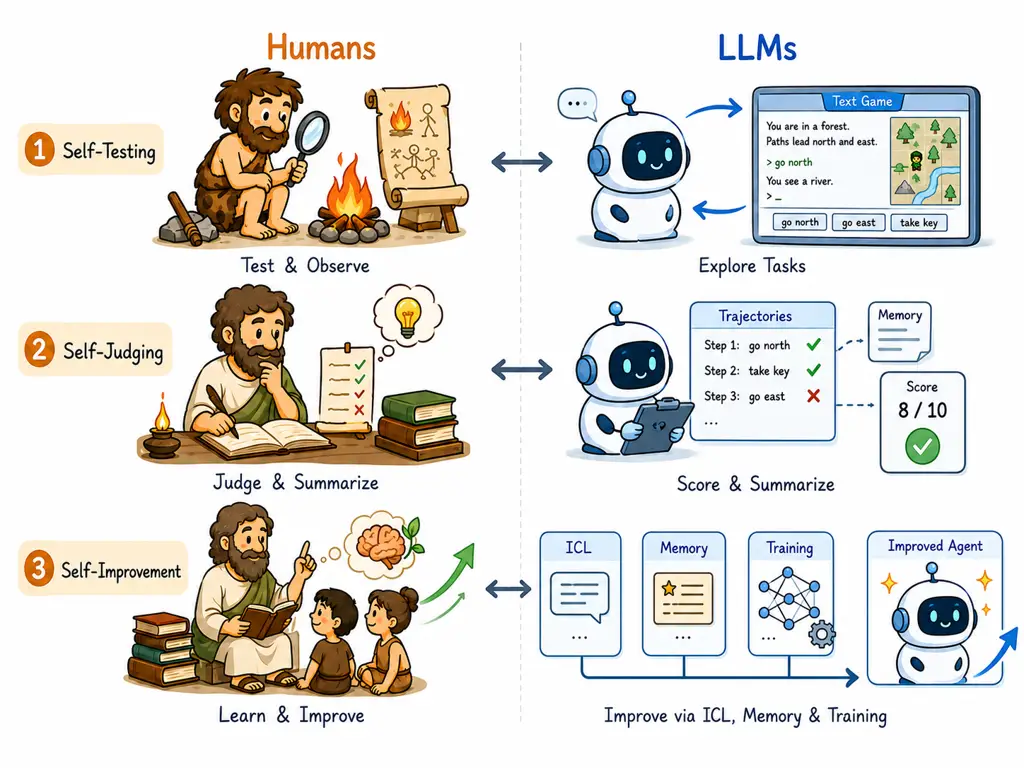 Humans
LLMs
1 Self-Testing
Test & Observe
...
Text Game
You are in a forest.
Paths lead north and east.
> go north
You see a river.
> _
go north
go east
take key
Explore Tasks
2 Self-Judging
Judge & Summarize
Trajectories
Step 1: go north ✓
Step 2: take key ✓
Step 3: go east ✗
...
Memory
Score
8 / 10
Score & Summarize
3 Self-Improvement
Learn & Improve
ICL
...
Memory
...
Training
...
Improved Agent
Improve via ICL, Memory & Training